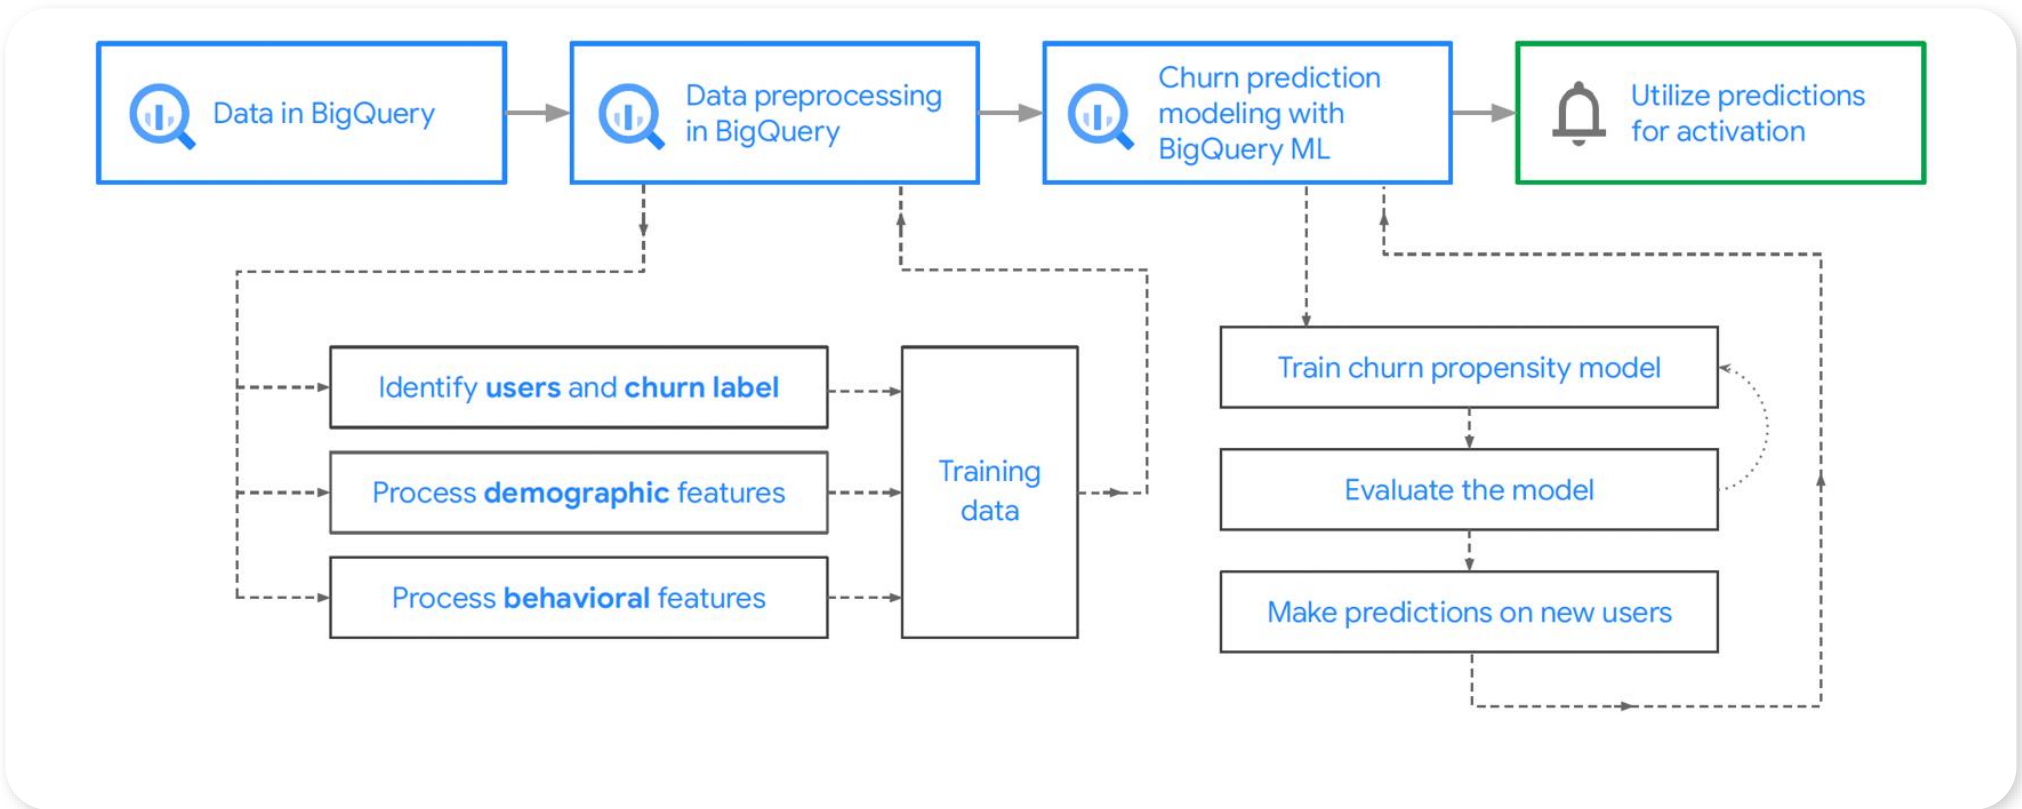 Data in BigQuery
Data preprocessing
in BigQuery
Churn prediction
modeling with
BigQuery ML
Utilize predictions
for activation
Identify users and churn label
Process demographic features
Process behavioral features
Training
data
Train churn propensity model
Evaluate the model
Make predictions on new users